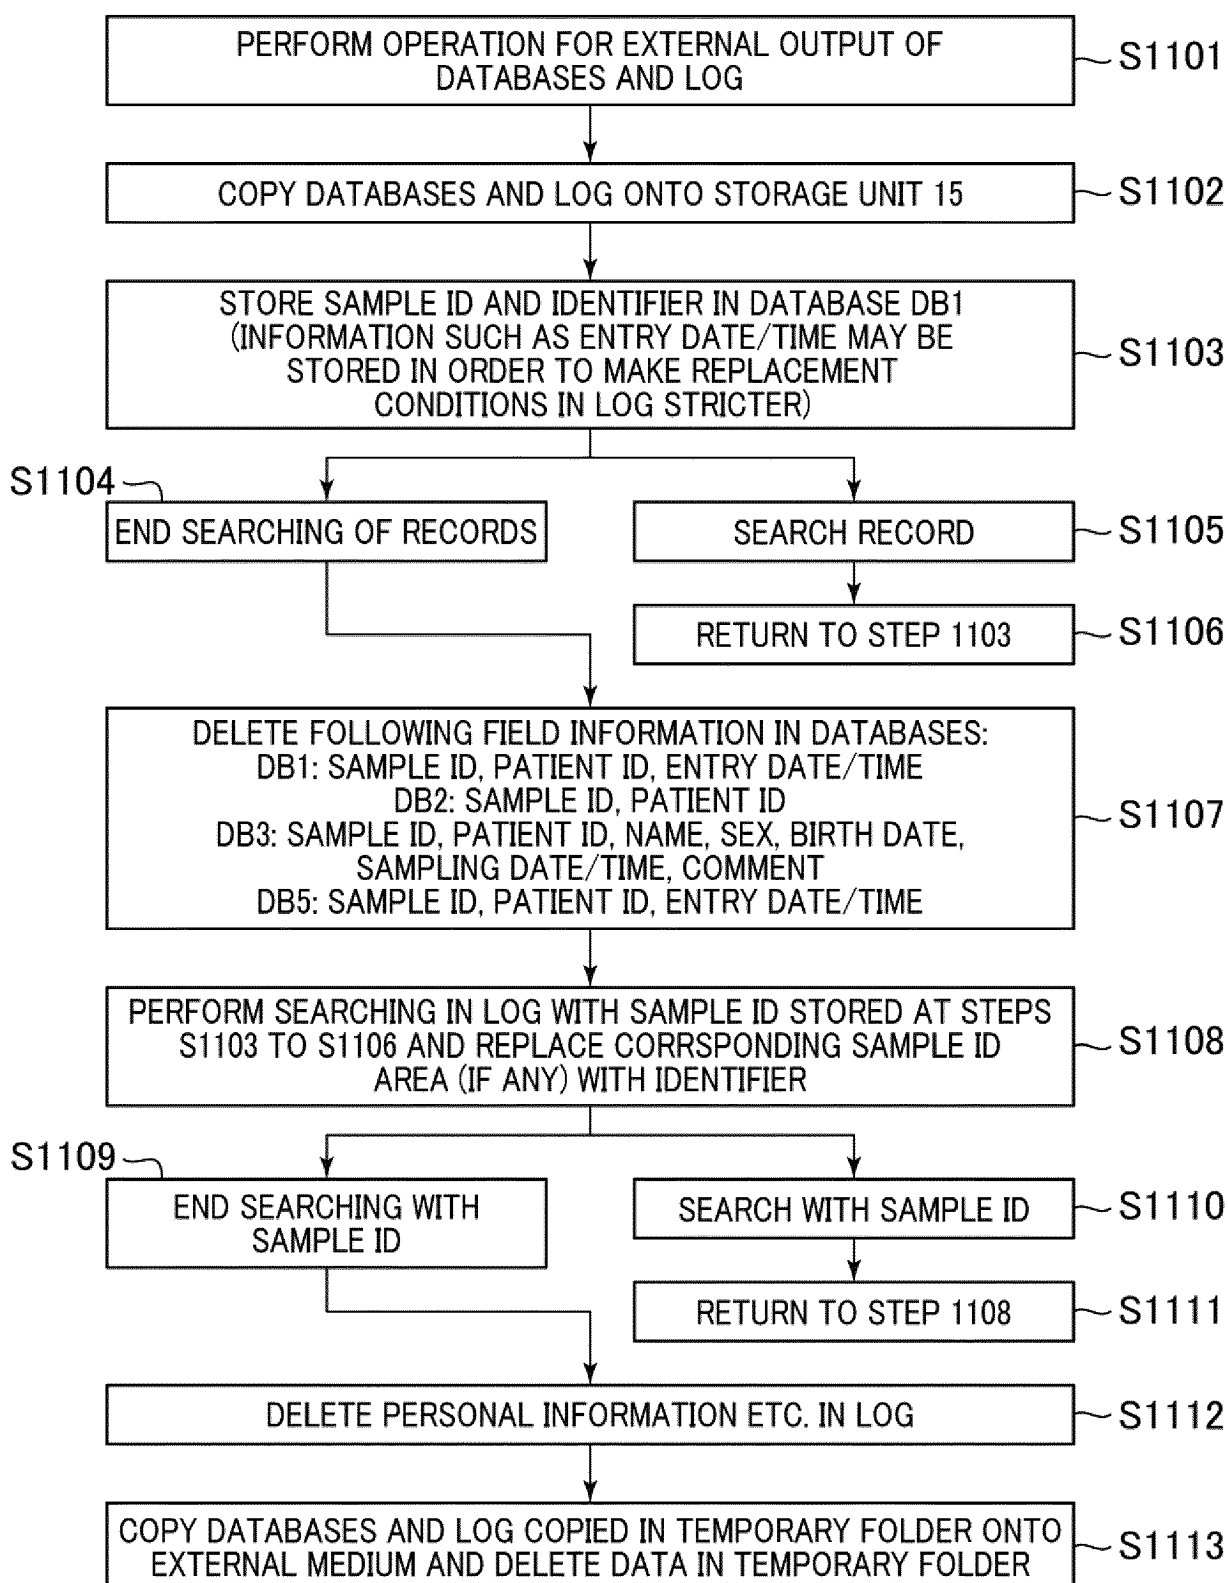 PERFORM OPERATION FOR EXTERNAL OUTPUT OF
DATABASES AND LOG
S1101
COPY DATABASES AND LOG ONTO STORAGE UNIT 15
S1102
STORE SAMPLE ID AND IDENTIFIER IN DATABASE DB1
(INFORMATION SUCH AS ENTRY DATE/TIME MAY BE
STORED IN ORDER TO MAKE REPLACEMENT
CONDITIONS IN LOG STRICTER)
S1103
S1104
END SEARCHING OF RECORDS
SEARCH RECORD
S1105
RETURN TO STEP 1103
S1106
DELETE FOLLOWING FIELD INFORMATION IN DATABASES:
DB1: SAMPLE ID, PATIENT ID, ENTRY DATE/TIME
DB2: SAMPLE ID, PATIENT ID
DB3: SAMPLE ID, PATIENT ID, NAME, SEX, BIRTH DATE,
SAMPLING DATE/TIME, COMMENT
DB5: SAMPLE ID, PATIENT ID, ENTRY DATE/TIME
S1107
PERFORM SEARCHING IN LOG WITH SAMPLE ID STORED AT STEPS
S1103 TO S1106 AND REPLACE CORRSPONDING SAMPLE ID
AREA (IF ANY) WITH IDENTIFIER
S1108
S1109
END SEARCHING WITH
SAMPLE ID
SEARCH WITH SAMPLE ID
S1110
RETURN TO STEP 1108
S1111
DELETE PERSONAL INFORMATION ETC. IN LOG
S1112
COPY DATABASES AND LOG COPIED IN TEMPORARY FOLDER ONTO
EXTERNAL MEDIUM AND DELETE DATA IN TEMPORARY FOLDER
S1113